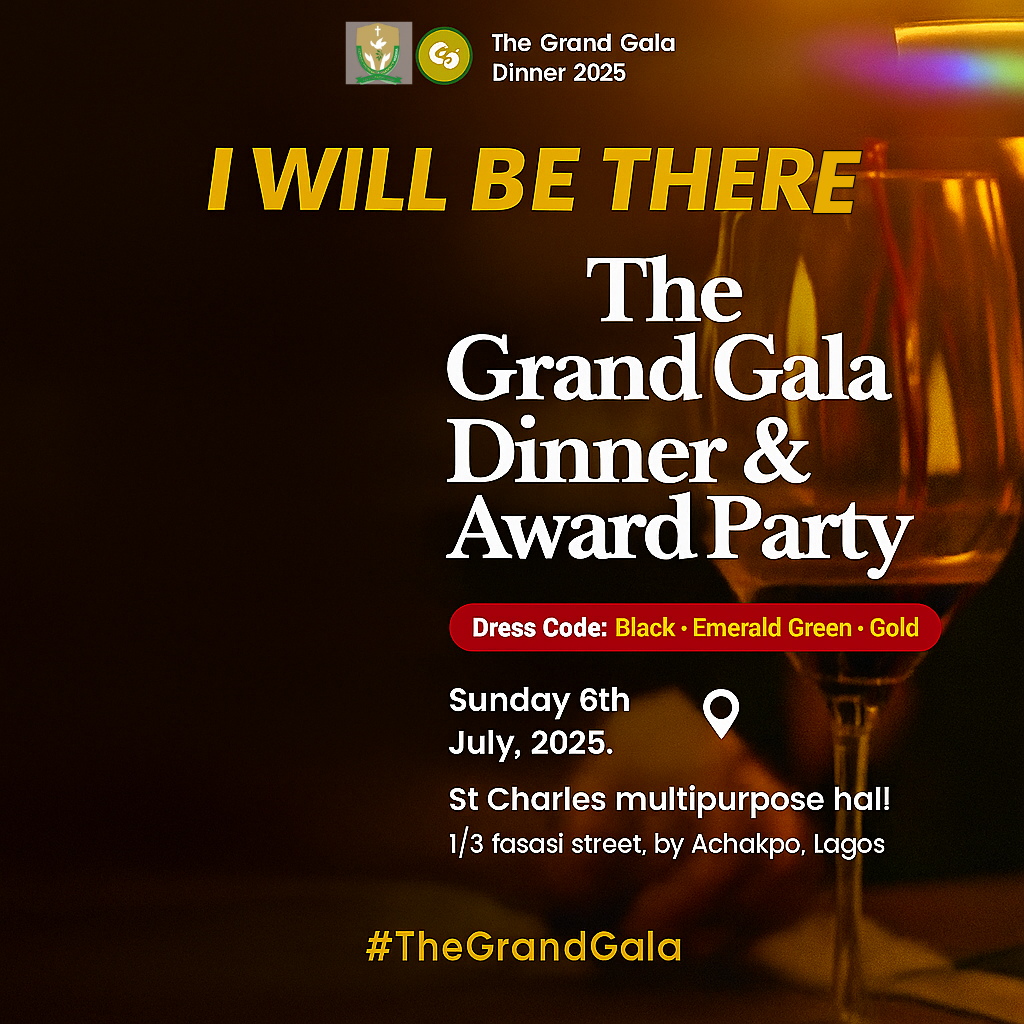 The Grand Gala
Dinner 2025
I WILL BE THERE
The
Grand Gala
Dinner &
Award Party
Dress Code: Black · Emerald Green · Gold
Sunday 6th
July, 2025.
St Charles multipurpose hal!
1/3 fasasi street, by Achakpo, Lagos
#TheGrandGala